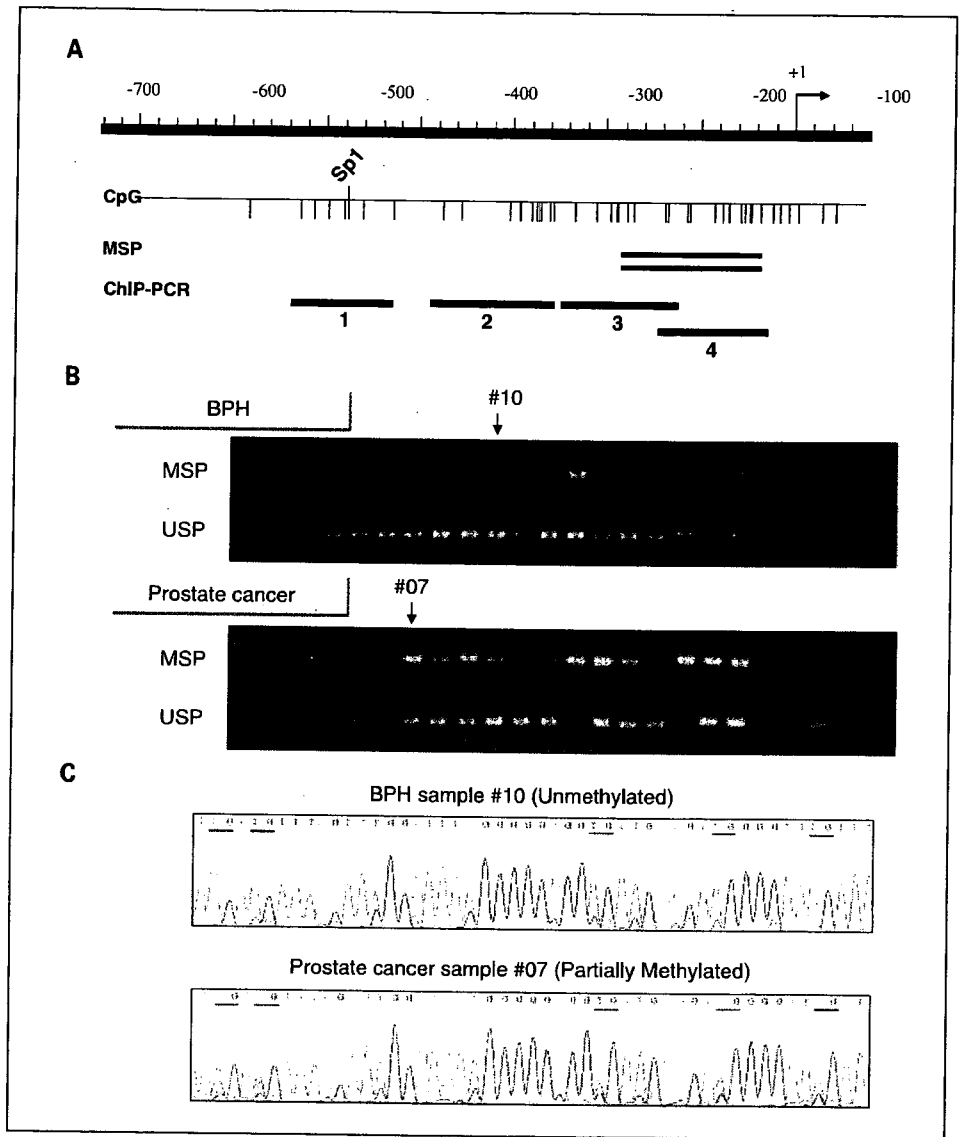 A
+1
-700 -600 -500 -400 -300 -200 -100
Sp1
CpG
MSP
ChIP-PCR
1 2 3
4
B
BPH
#10
MSP
USP
Prostate cancer
#07
MSP
USP
C
BPH sample #10 (Unmethylated)
Prostate cancer sample #07 (Partially Methylated)